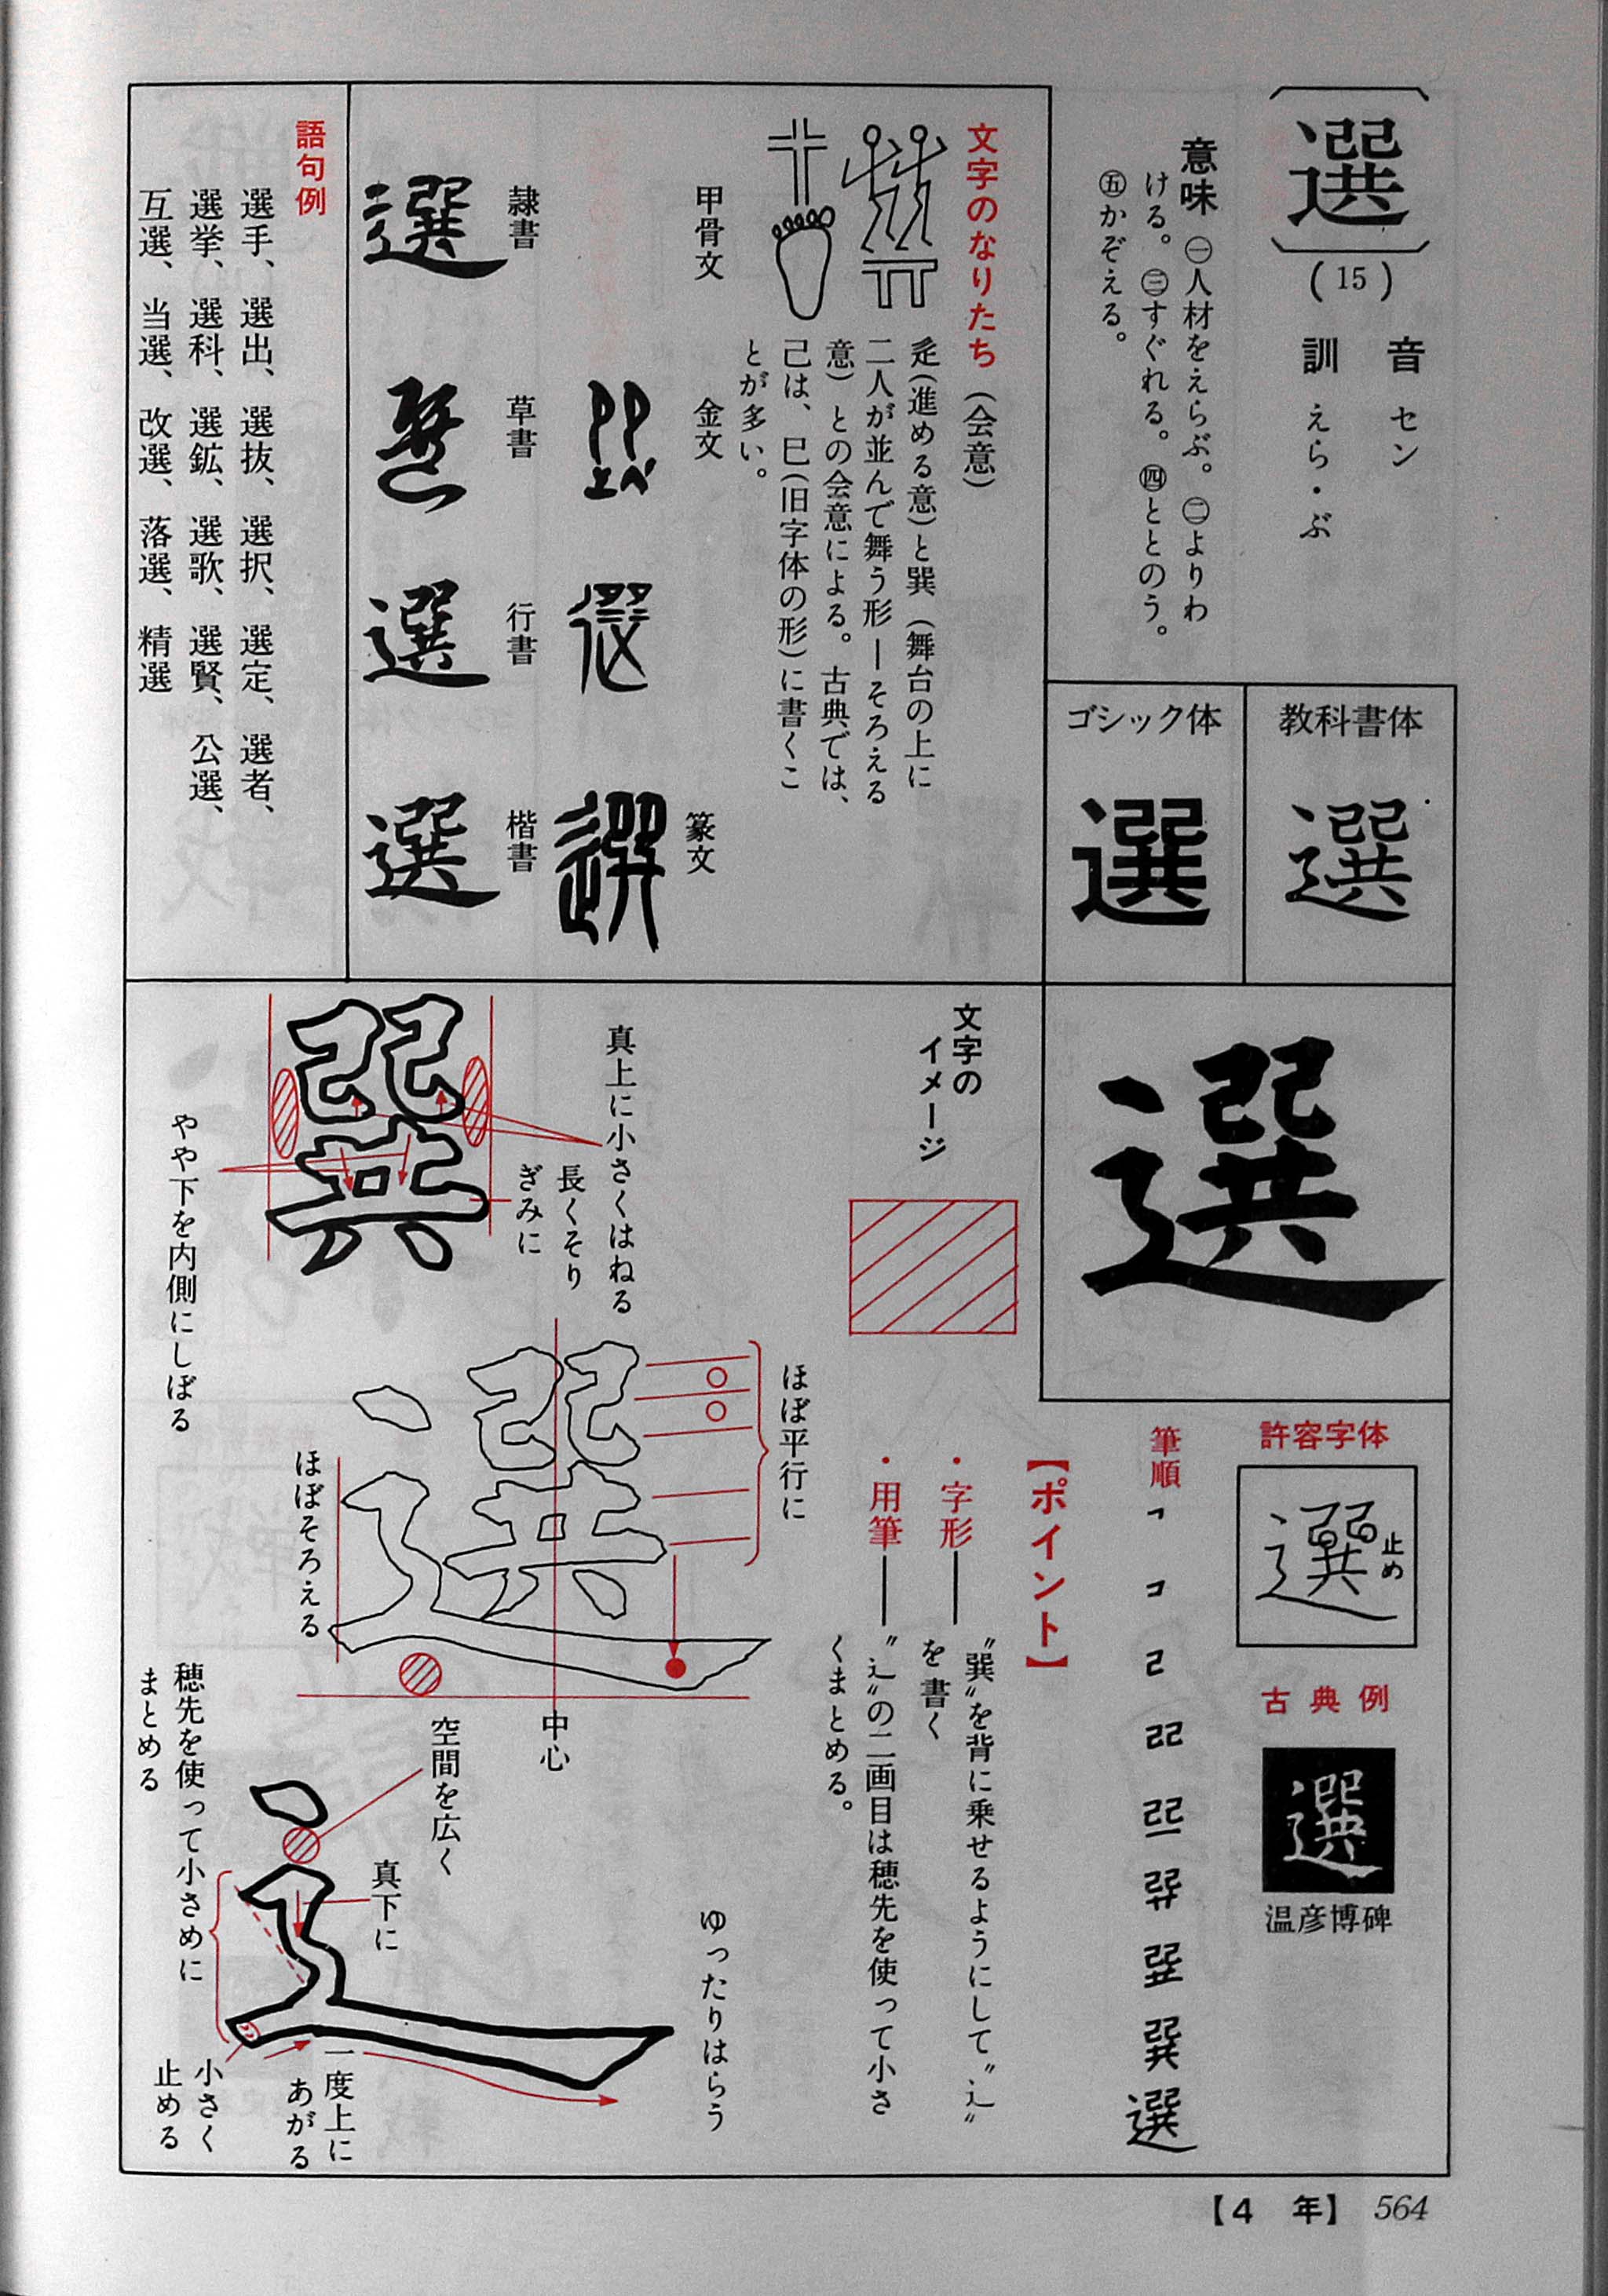 選
(15)
音 セン
訓 えら・ぶ
意味 ㊀人材をえらぶ。㊁よりわ
ける。㊂すぐれる。㊃ととのう。
㊄かぞえる。
教科書体
選
ゴシック体
選
文字のなりたち（会意）
辵(進める意)と巽（舞台の上に
二人が並んで舞う形―そろえる
意）との会意による。古典では、
己は、巳(旧字体の形)に書くこ
とが多い。
甲骨文
金文
篆文
隷書
選
草書
選
行書
選
楷書
選
語句例
選手、選出、選抜、選択、選定、選者、
選挙、選科、選鉱、選歌、選賢、公選、
互選、当選、改選、落選、精選
選
許容字体
選
止め
古典例
選
温彦博碑
筆順
選
【ポイント】
・字形―〝巽〟を背に乗せるようにして〝辶〟
を書く
・用筆―〝辶〟の二画目は穂先を使って小さ
くまとめる。
文字の
イメージ
真上に小さくはねる
長くそり
ぎみに
やや下を内側にしぼる
ほぼ平行に
ほぼそろえる
中心
空間を広く
真下に
穂先を使って小さめに
まとめる
ゆったりはらう
一度上に
あがる
小さく
止める
【4 年】 564